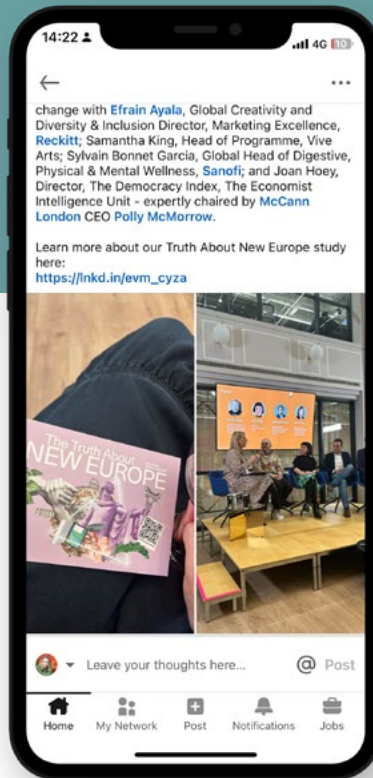 14:22
4G 10
change with Efrain Ayala, Global Creativity and
Diversity & Inclusion Director, Marketing Excellence,
Reckitt; Samantha King, Head of Programme, Vive
Arts; Sylvain Bonnet Garcia, Global Head of Digestive,
Physical & Mental Wellness, Sanofi; and Joan Hoey,
Director, The Democracy Index, The Economist
Intelligence Unit - expertly chaired by McCann
London CEO Polly McMorrow.
Learn more about our Truth About New Europe study
here:
https://lnkd.in/evm_cyza
The Truth About
NEW EUROPE
Leave your thoughts here...
@ Post
Home My Network Post Notifications Jobs